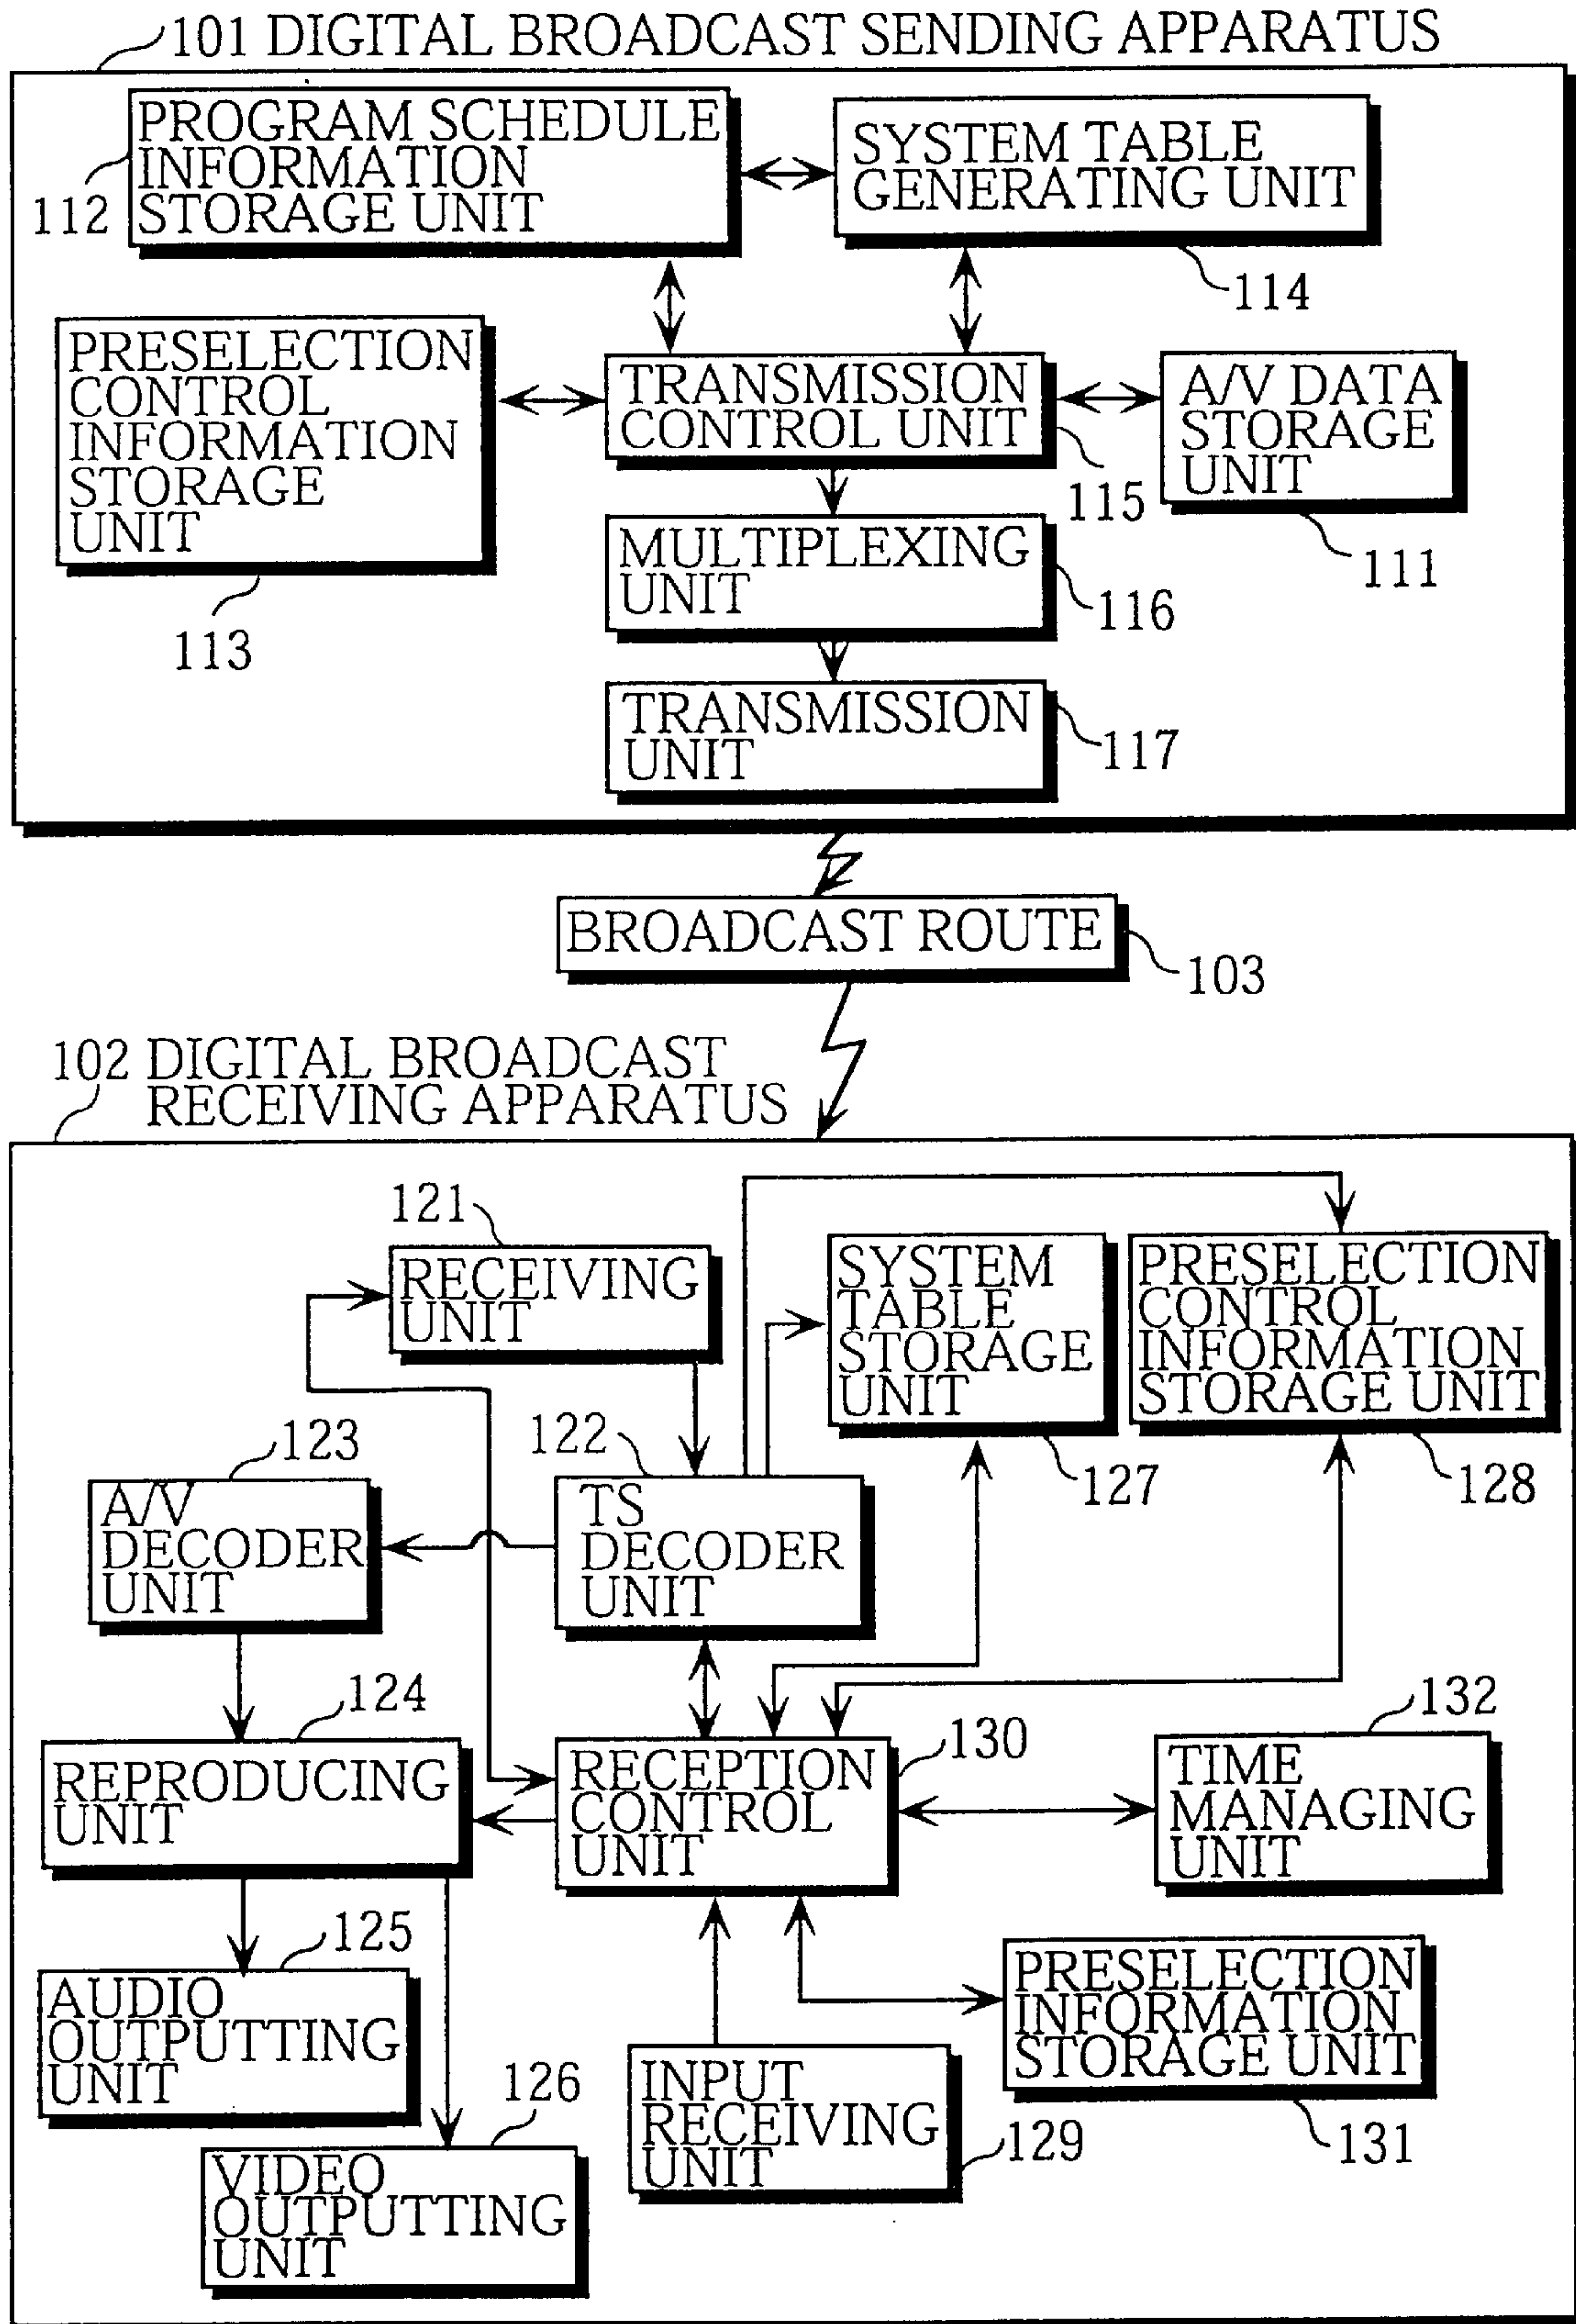 101 DIGITAL BROADCAST SENDING APPARATUS
PROGRAM SCHEDULE
INFORMATION
STORAGE UNIT
112
SYSTEM TABLE
GENERATING UNIT
114
PRESELECTION
CONTROL
INFORMATION
STORAGE
UNIT
113
TRANSMISSION
CONTROL UNIT
115
A/V DATA
STORAGE
UNIT
111
MULTIPLEXING
UNIT
116
TRANSMISSION
UNIT
117
BROADCAST ROUTE
103
102 DIGITAL BROADCAST
RECEIVING APPARATUS
121
RECEIVING
UNIT
SYSTEM
TABLE
STORAGE
UNIT
127
PRESELECTION
CONTROL
INFORMATION
STORAGE UNIT
128
123
A/V
DECODER
UNIT
122
TS
DECODER
UNIT
124
REPRODUCING
UNIT
130
RECEPTION
CONTROL
UNIT
132
TIME
MANAGING
UNIT
125
AUDIO
OUTPUTTING
UNIT
126
VIDEO
OUTPUTTING
UNIT
INPUT
RECEIVING
UNIT
129
PRESELECTION
INFORMATION
STORAGE UNIT
131